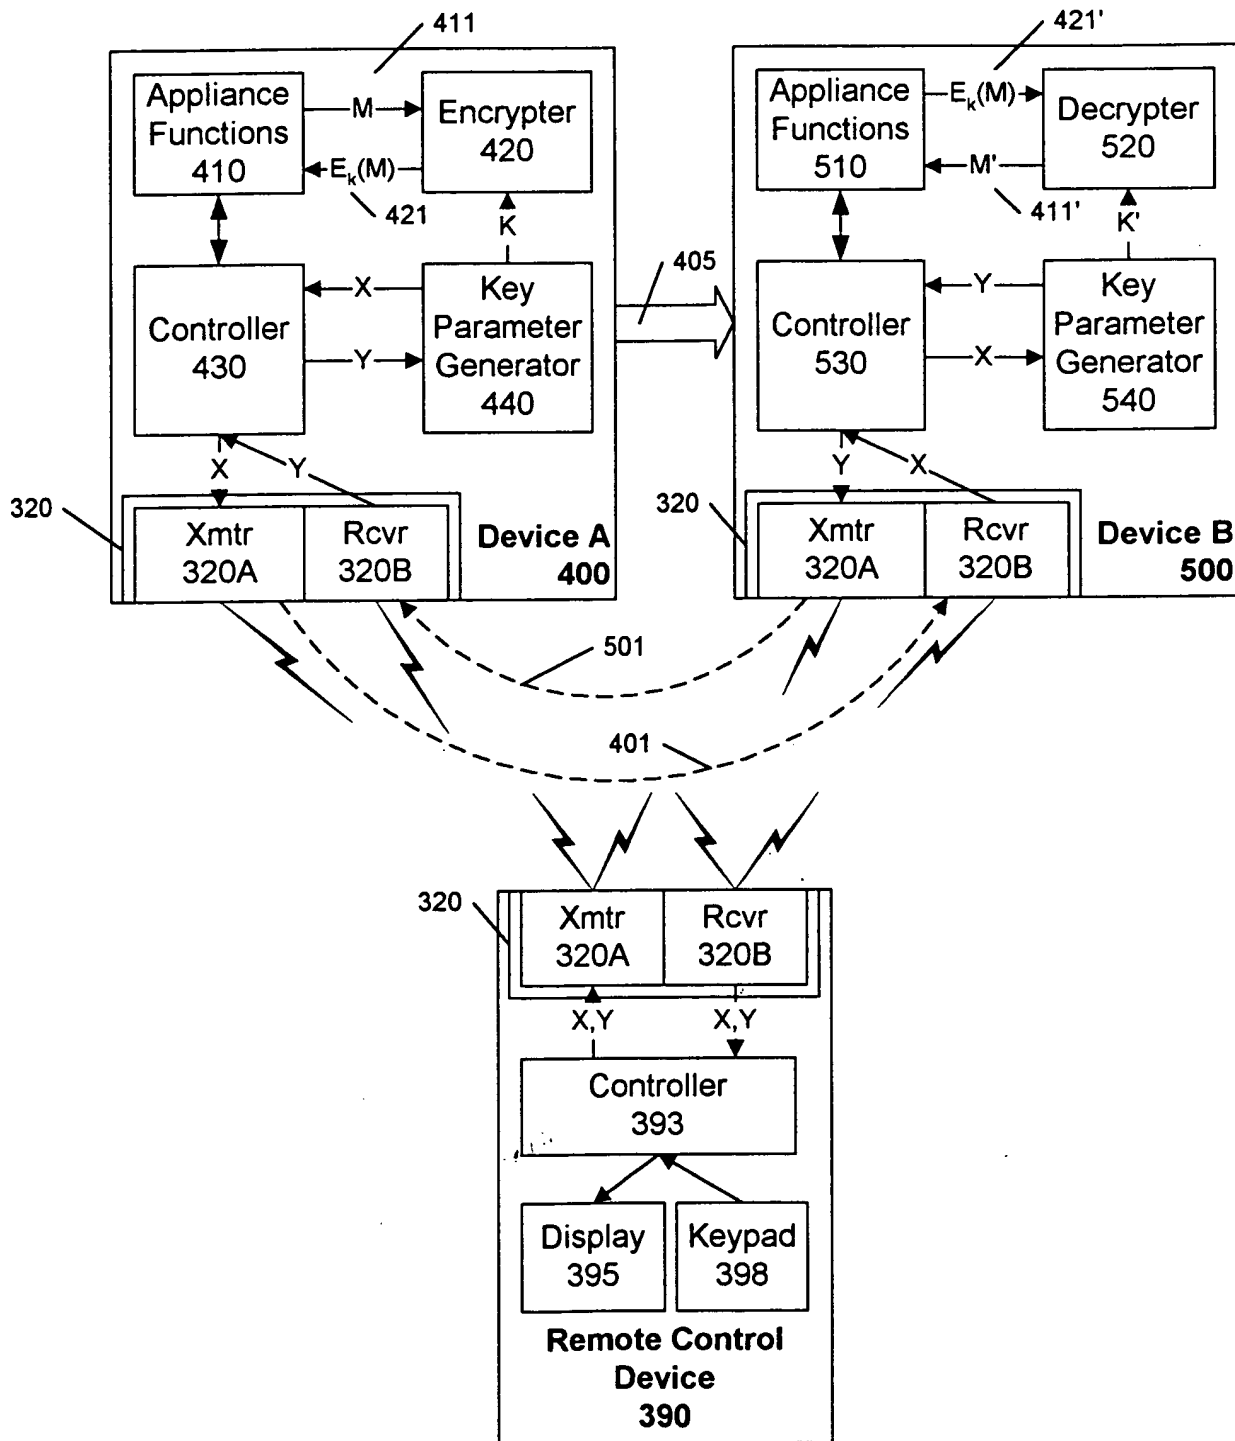 411
421'
Appliance
Functions
410
M
Encrypter
420
E_k(M)
421
K
Controller
430
X
Y
Key
Parameter
Generator
440
X
Y
320
Xmtr
320A
Rcvr
320B
Device A
400
405
Appliance
Functions
510
E_k(M)
Decrypter
520
M'
411'
K'
Controller
530
Y
X
Key
Parameter
Generator
540
Y
X
320
Xmtr
320A
Rcvr
320B
Device B
500
501
401
320
Xmtr
320A
Rcvr
320B
X,Y
X,Y
Controller
393
Display
395
Keypad
398
Remote Control
Device
390